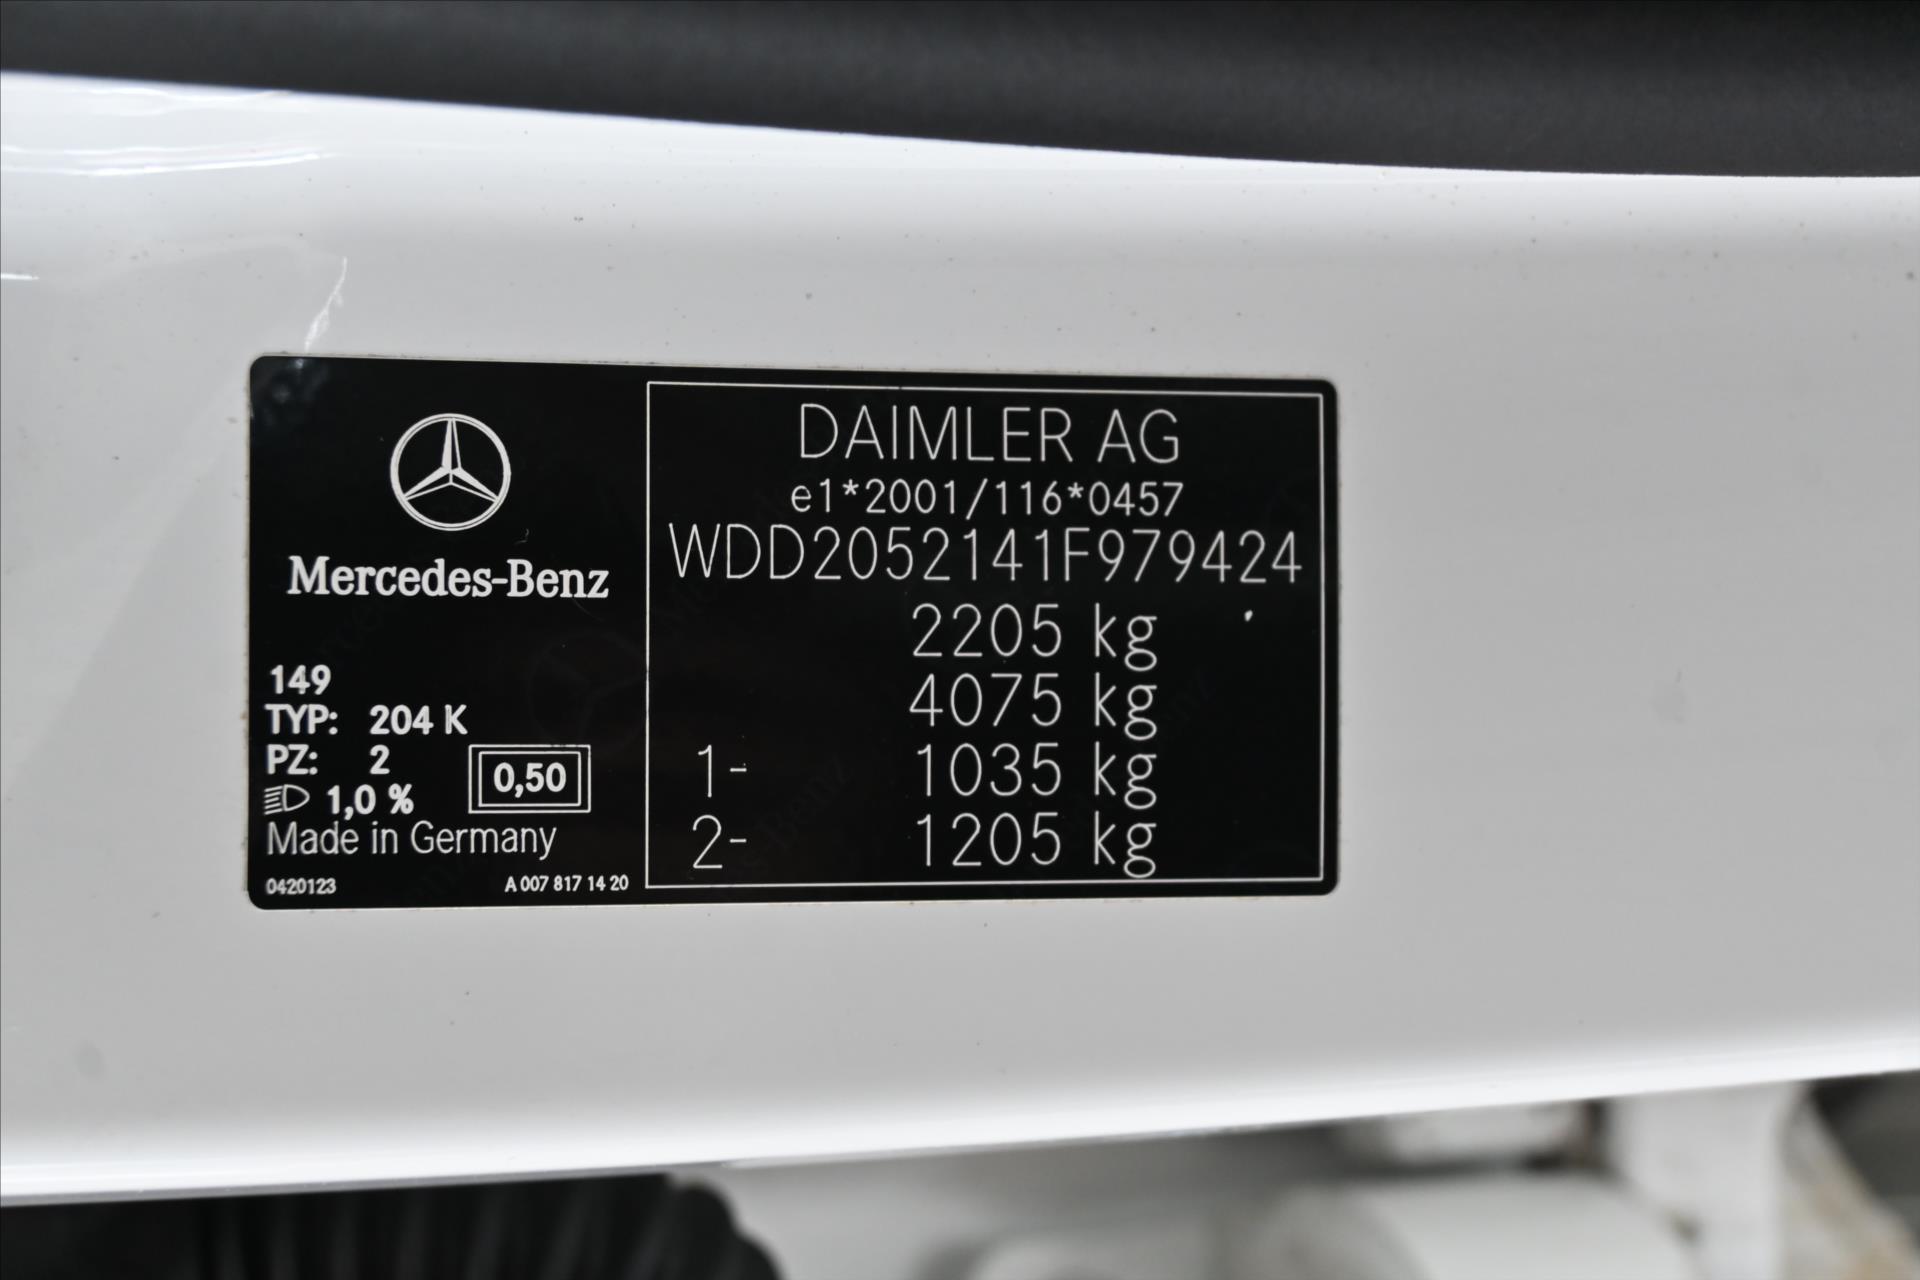 Mercedes-Benz
149
TYP: 204 K
PZ: 2
1,0 %
0,50
Made in Germany
0420123
A 007 817 14 20
DAIMLER AG
e1*2001/116*0457
WDD2052141F979424
2205 kg
4075 kg
1- 1035 kg
2- 1205 kg